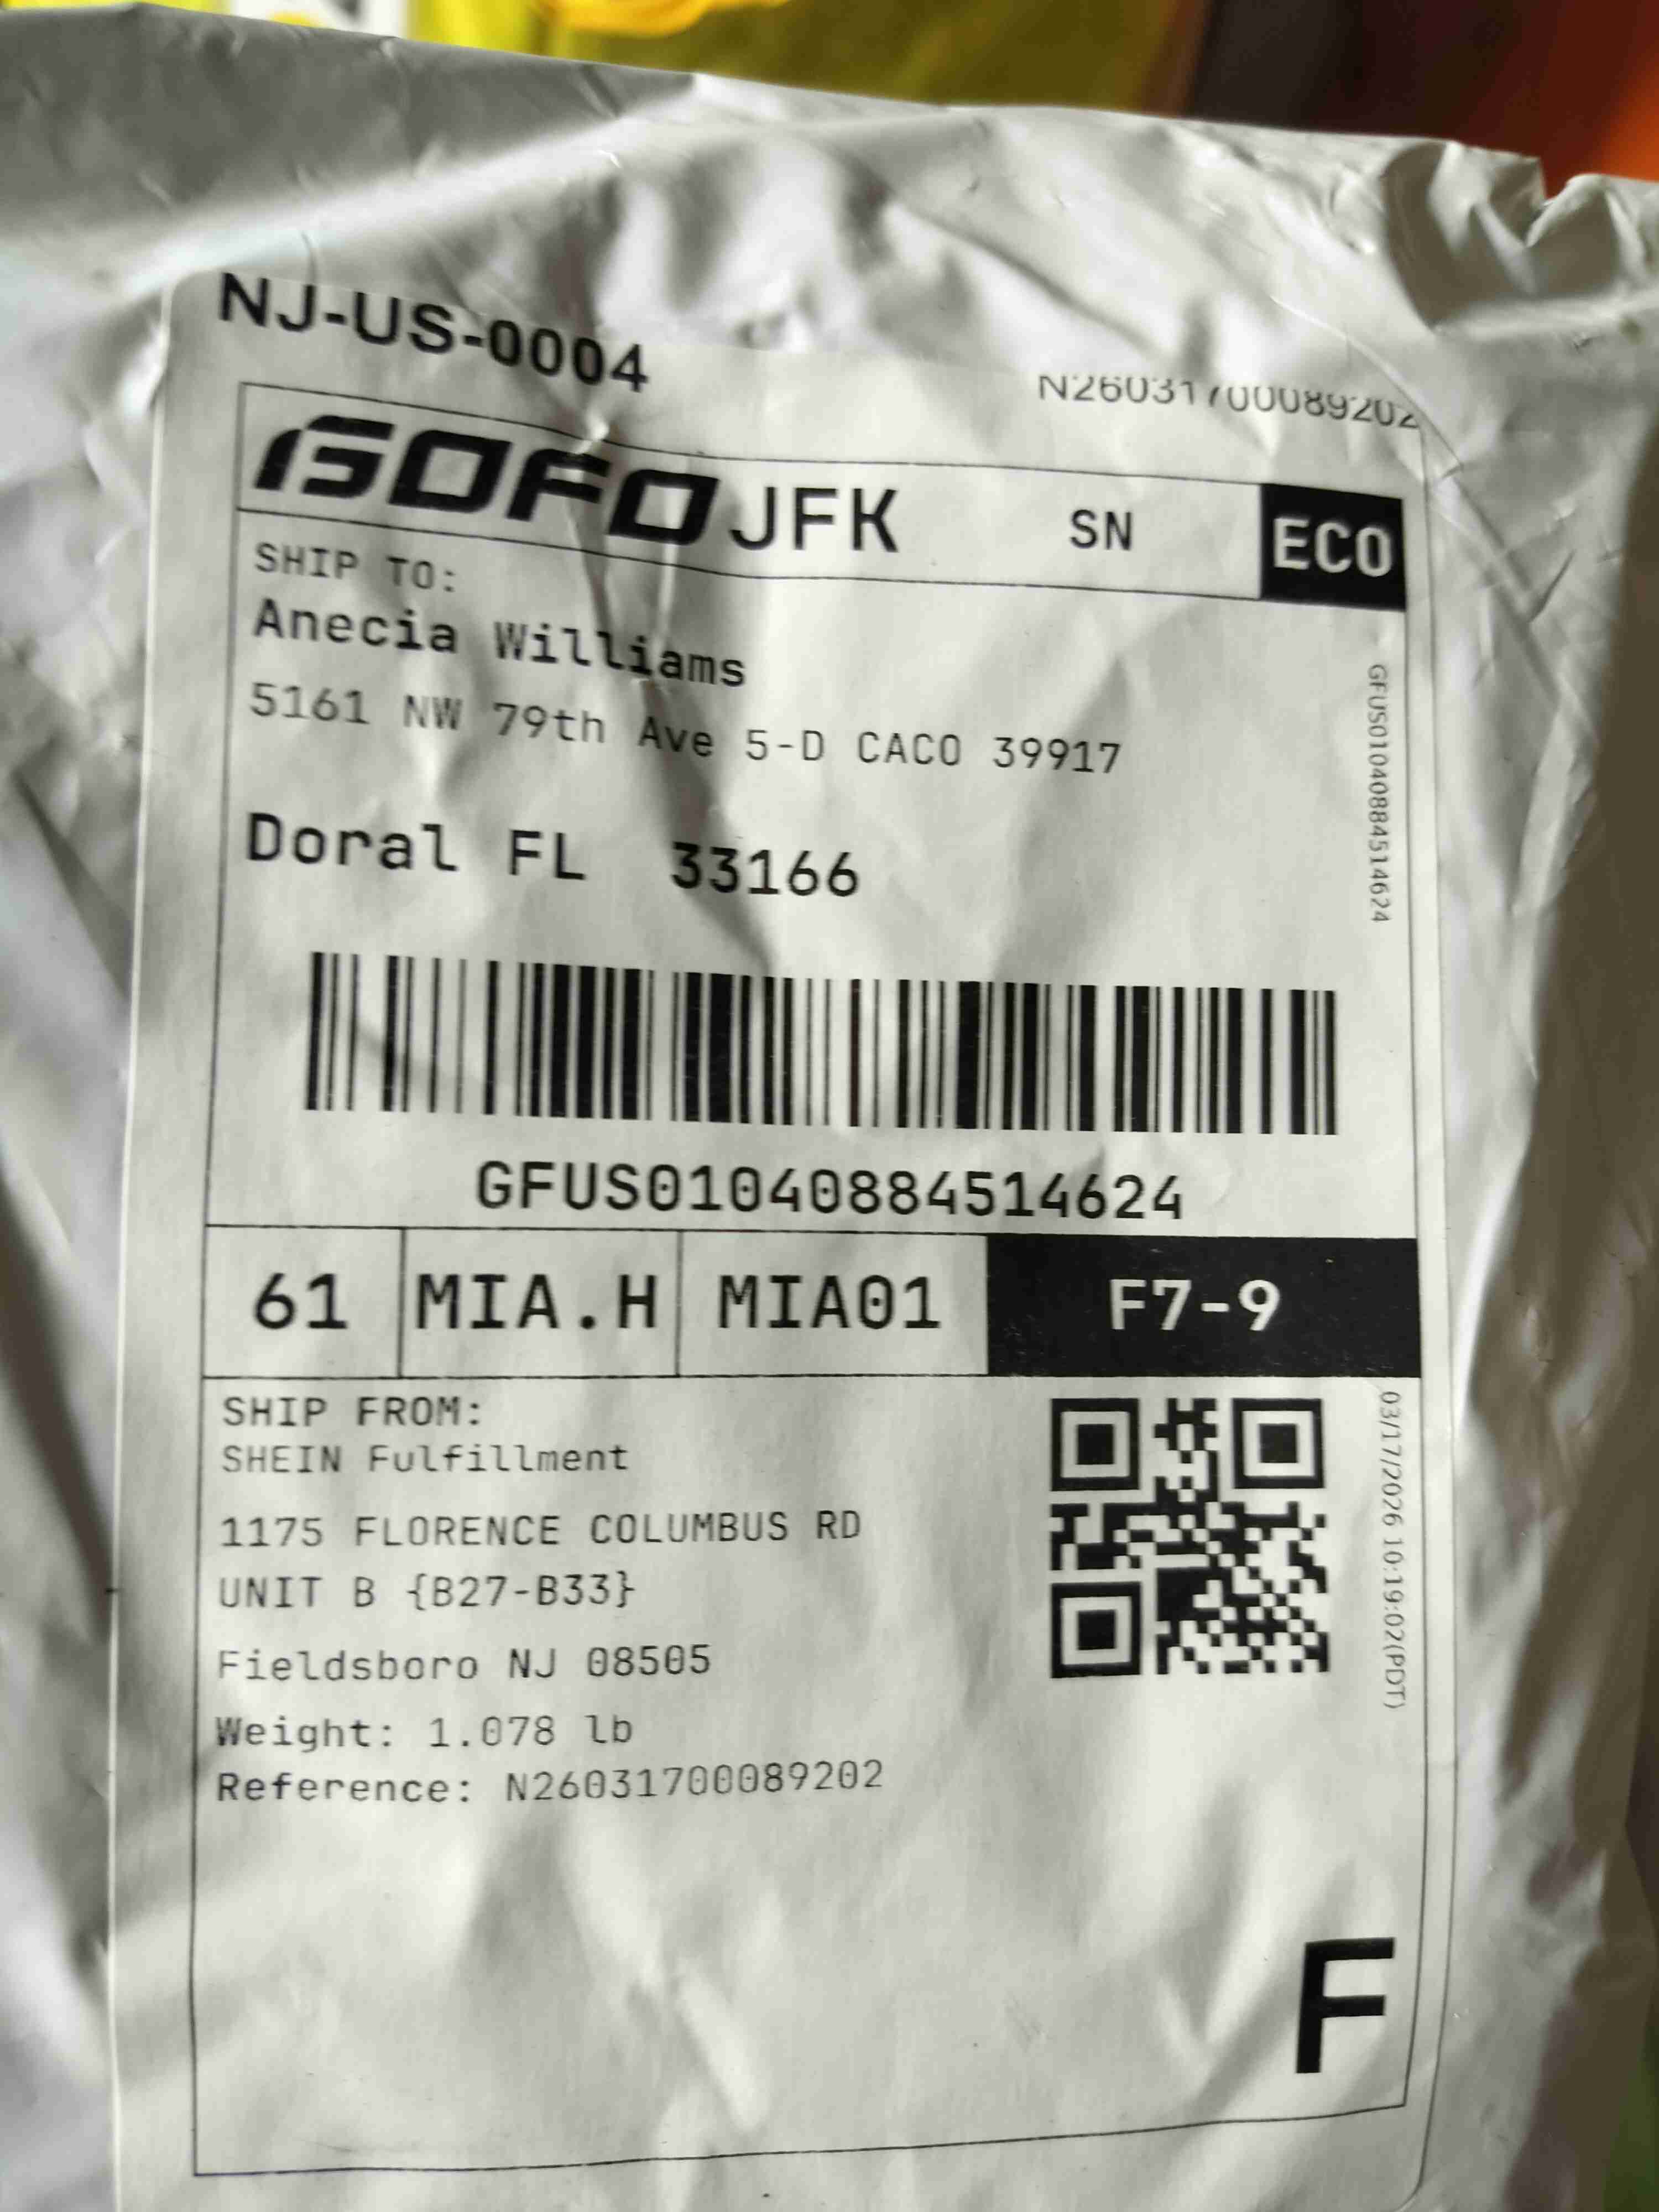 NJ-US-0004
N26031700089202
GOFO JFK SN ECO
SHIP TO:
Anecia Williams
5161 NW 79th Ave 5-D CACO 39917
Doral FL 33166
GFUS01040884514624
GFUS01040884514624
61 MIA.H MIA01 F7-9
SHIP FROM:
SHEIN Fulfillment
1175 FLORENCE COLUMBUS RD
UNIT B {B27-B33}
Fieldsboro NJ 08505
Weight: 1.078 lb
Reference: N26031700089202
03/17/2026 10:19:02(PDT)
F